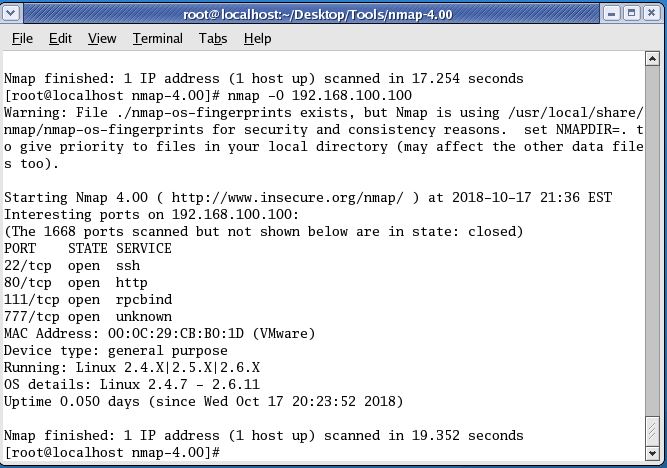 root@localhost:~/Desktop/Tools/nmap-4.00
File Edit View Terminal Tabs Help
Nmap finished: 1 IP address (1 host up) scanned in 17.254 seconds
[root@localhost nmap-4.00]# nmap -O 192.168.100.100
Warning: File ./nmap-os-fingerprints exists, but Nmap is using /usr/local/share/
nmap/nmap-os-fingerprints for security and consistency reasons.  set NMAPDIR=. t
o give priority to files in your local directory (may affect the other data file
s too).
Starting Nmap 4.00 ( http://www.insecure.org/nmap/ ) at 2018-10-17 21:36 EST
Interesting ports on 192.168.100.100:
(The 1668 ports scanned but not shown below are in state: closed)
PORT    STATE SERVICE
22/tcp  open  ssh
80/tcp  open  http
111/tcp open  rpcbind
777/tcp open  unknown
MAC Address: 00:0C:29:CB:B0:1D (VMware)
Device type: general purpose
Running: Linux 2.4.X|2.5.X|2.6.X
OS details: Linux 2.4.7 - 2.6.11
Uptime 0.050 days (since Wed Oct 17 20:23:52 2018)
Nmap finished: 1 IP address (1 host up) scanned in 19.352 seconds
[root@localhost nmap-4.00]#